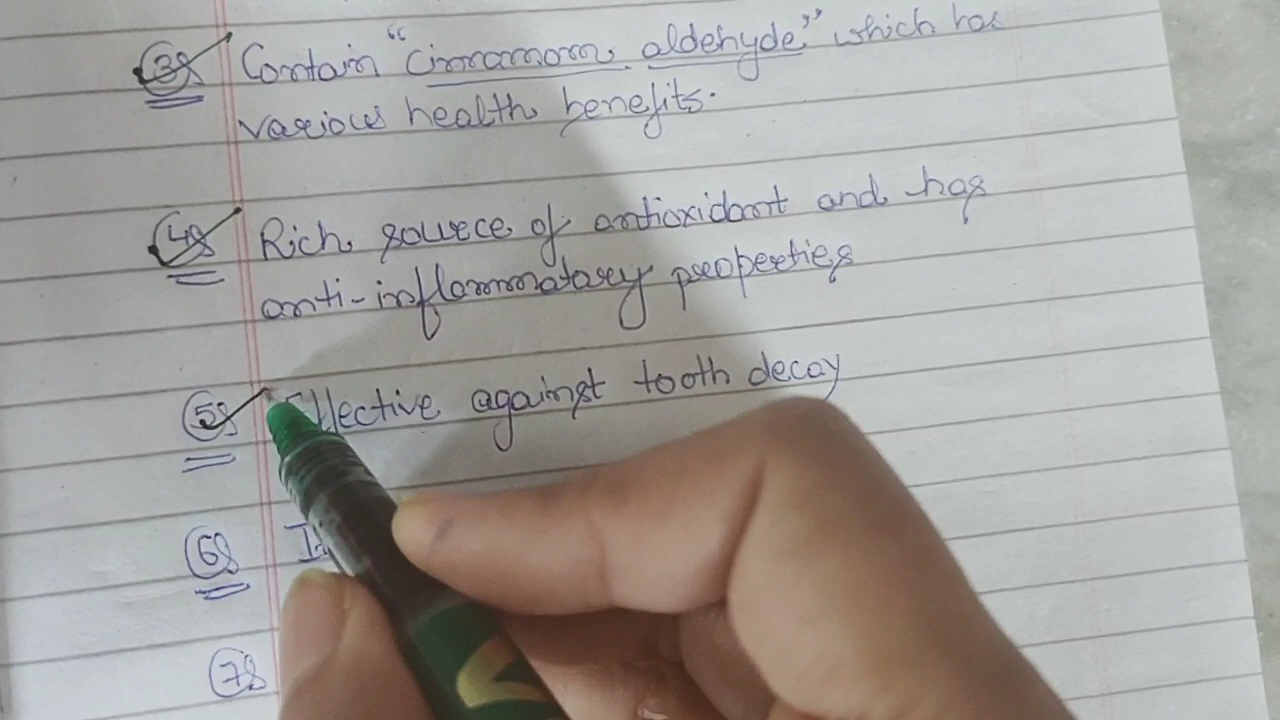 3) Contain "Cinnamom aldehyde" which has
various health benefits.
4) Rich source of antioxidant and has
anti-inflammatory properties
5) Effective against tooth decay
6)
7)